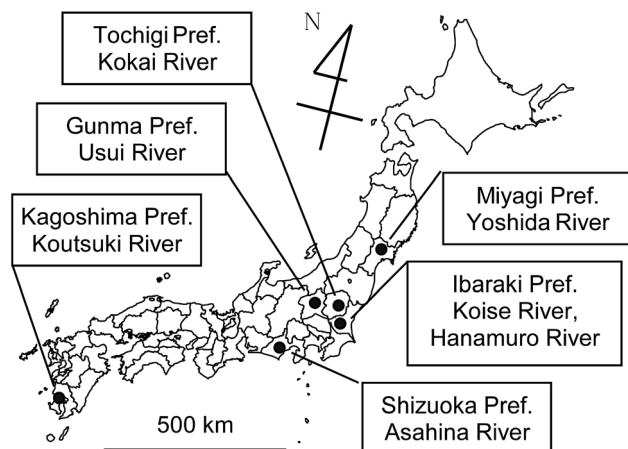 Tochigi Pref.
Kokai River
N
Gunma Pref.
Usui River
Kagoshima Pref.
Koutsuki River
Miyagi Pref.
Yoshida River
Ibaraki Pref.
Koise River,
Hanamuro River
Shizuoka Pref.
Asahina River
500 km